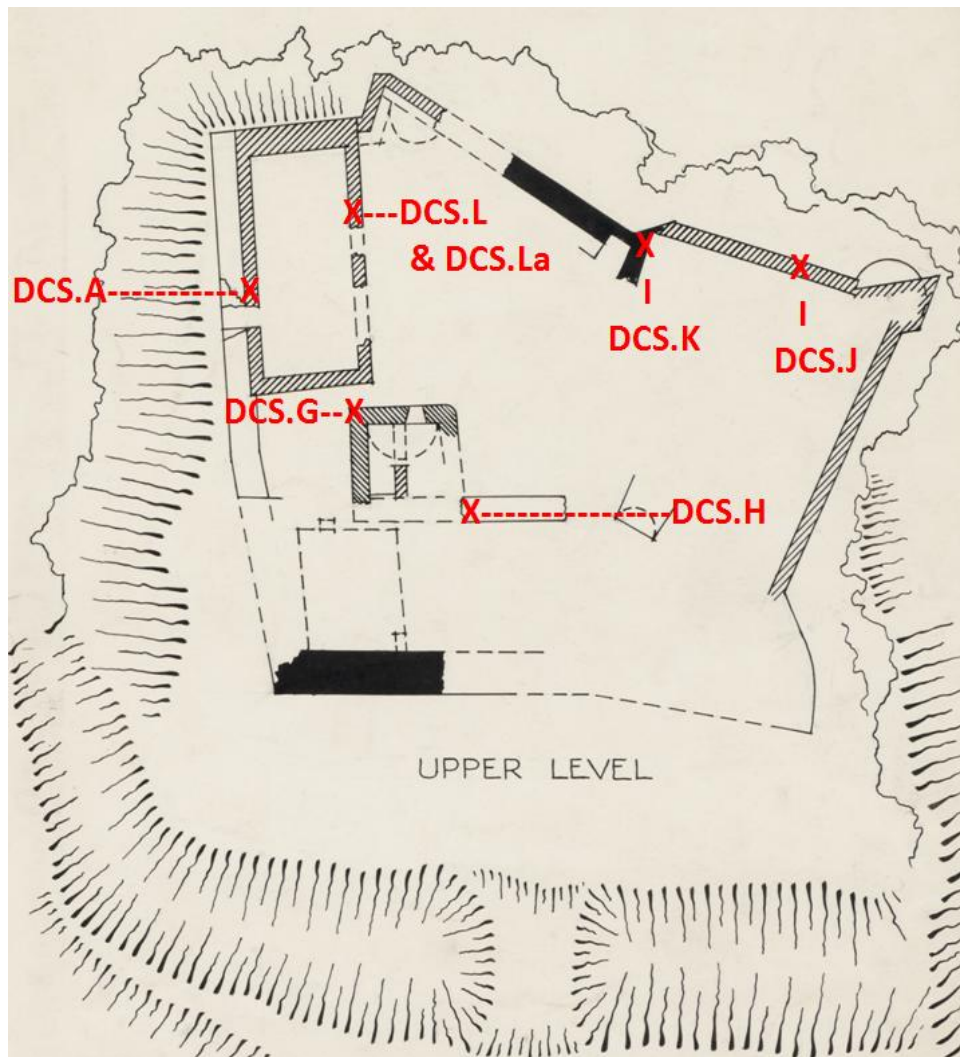 X---DCS.L
& DCS.La
DCS.A-----------X
X
I
DCS.K
X
I
DCS.J
DCS.G--X
X-----------------DCS.H
UPPER LEVEL